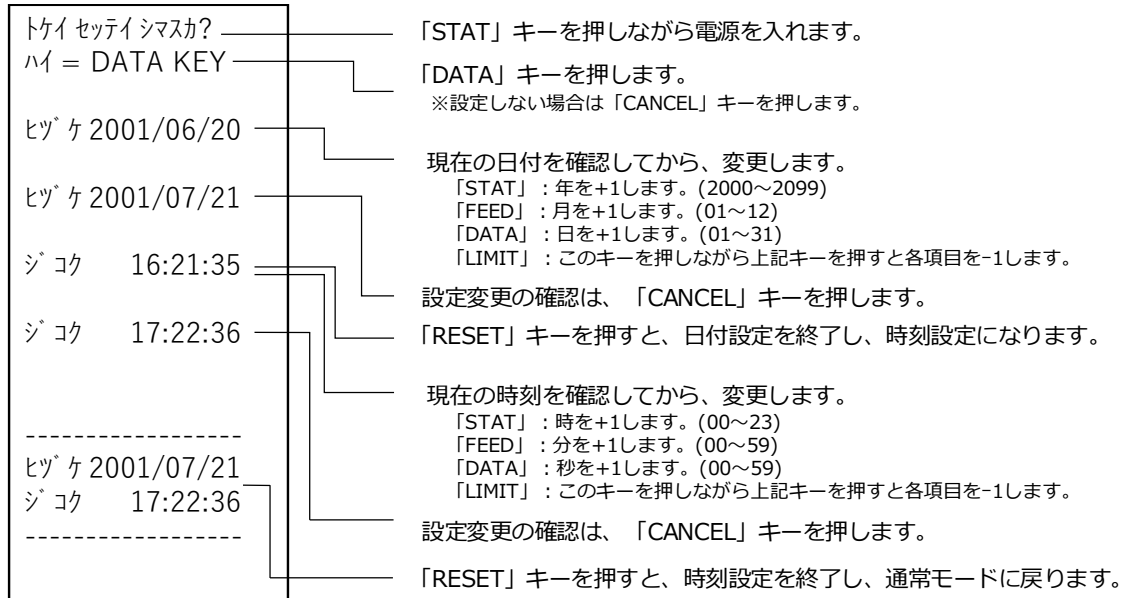 ﾄｹｲ ｾｯﾃｲ ｼﾏｽｶ?
ﾊｲ = DATA KEY
ﾋﾂﾞｹ 2001/06/20
ﾋﾂﾞｹ 2001/07/21
ｼﾞｺｸ 16:21:35
ｼﾞｺｸ 17:22:36
------------------
ﾋﾂﾞｹ 2001/07/21
ｼﾞｺｸ 17:22:36
------------------
「STAT」キーを押しながら電源を入れます。
「DATA」キーを押します。
※設定しない場合は「CANCEL」キーを押します。
現在の日付を確認してから、変更します。
「STAT」：年を+1します。(2000～2099)
「FEED」：月を+1します。(01～12)
「DATA」：日を+1します。(01～31)
「LIMIT」：このキーを押しながら上記キーを押すと各項目を-1します。
設定変更の確認は、「CANCEL」キーを押します。
「RESET」キーを押すと、日付設定を終了し、時刻設定になります。
現在の時刻を確認してから、変更します。
「STAT」：時を+1します。(00～23)
「FEED」：分を+1します。(00～59)
「DATA」：秒を+1します。(00～59)
「LIMIT」：このキーを押しながら上記キーを押すと各項目を-1します。
設定変更の確認は、「CANCEL」キーを押します。
「RESET」キーを押すと、時刻設定を終了し、通常モードに戻ります。